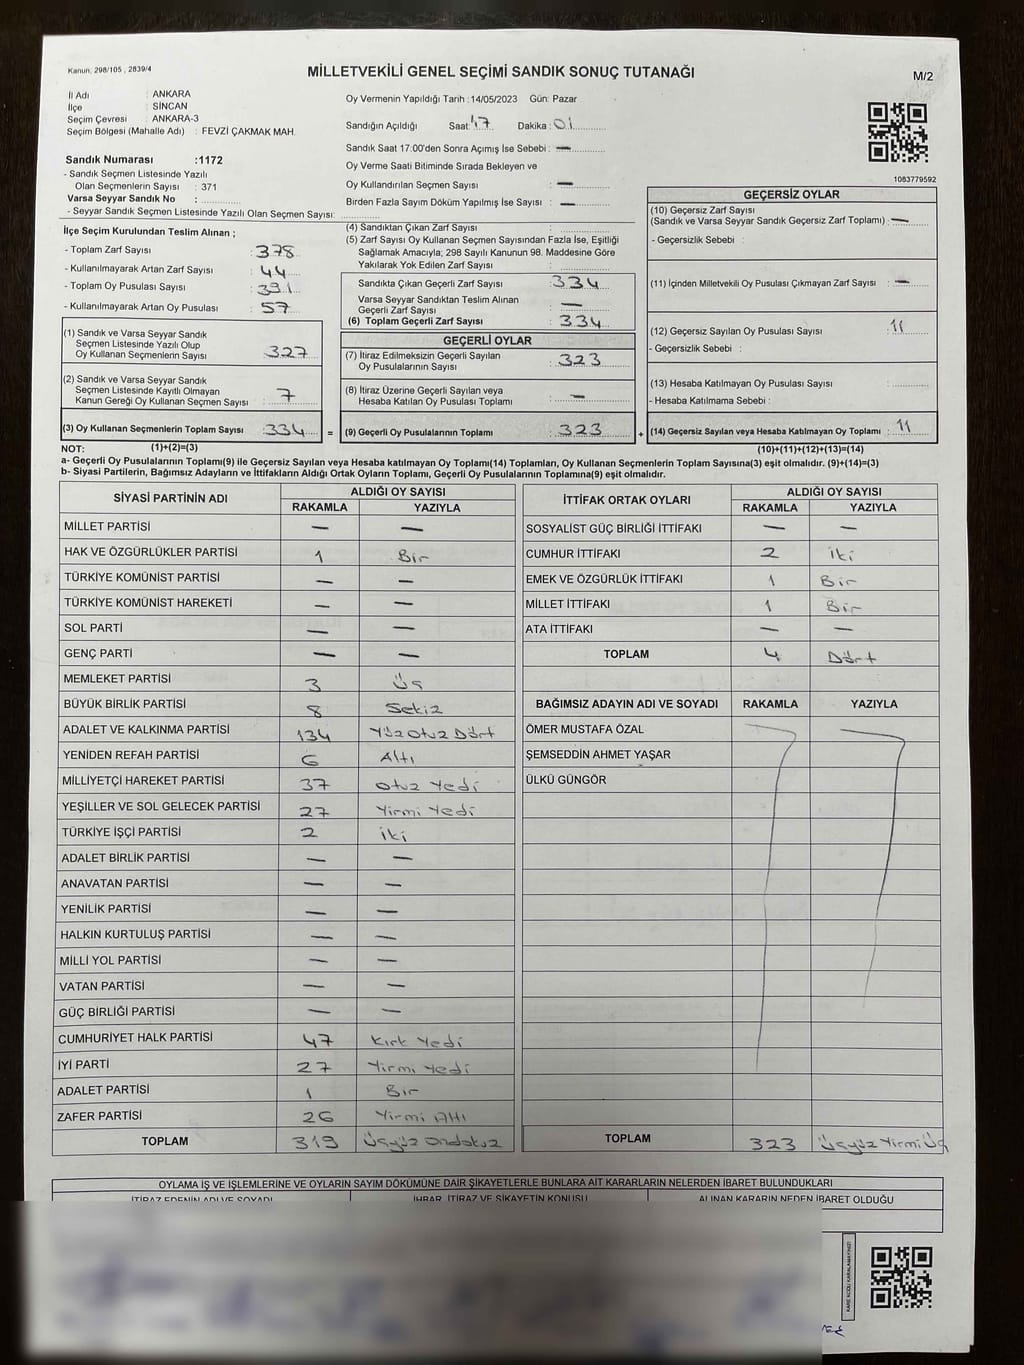 Kanun, 298/105 , 2839/4
MİLLETVEKİLİ GENEL SEÇİMİ SANDIK SONUÇ TUTANAĞI
M/2
İl Adı : ANKARA
İlçe : SİNCAN
Seçim Çevresi : ANKARA-3
Seçim Bölgesi (Mahalle Adı) : FEVZİ ÇAKMAK MAH.
Sandık Numarası :1172
- Sandık Seçmen Listesinde Yazılı
Olan Seçmenlerin Sayısı : 371
Varsa Seyyar Sandık No :
- Seyyar Sandık Seçmen Listesinde Yazılı Olan Seçmen Sayısı:
Oy Vermenin Yapıldığı Tarih :14/05/2023 Gün: Pazar
Sandığın Açıldığı Saat: 17 Dakika : 01
Sandık Saat 17:00'den Sonra Açımış İse Sebebi : —
Oy Verme Saati Bitiminde Sırada Bekleyen ve
Oy Kullandırılan Seçmen Sayısı : —
Birden Fazla Sayım Döküm Yapılmış İse Sayısı : —
1083779592
İlçe Seçim Kurulundan Teslim Alınan ;
- Toplam Zarf Sayısı : 378
- Kullanılmayarak Artan Zarf Sayısı : 44
- Toplam Oy Pusulası Sayısı : 391
- Kullanılmayarak Artan Oy Pusulası : 57
(1) Sandık ve Varsa Seyyar Sandık
Seçmen Listesinde Yazılı Olup
Oy Kullanan Seçmenlerin Sayısı : 327
(2) Sandık ve Varsa Seyyar Sandık
Seçmen Listesinde Kayıtlı Olmayan
Kanun Gereği Oy Kullanan Seçmen Sayısı : 7
(3) Oy Kullanan Seçmenlerin Toplam Sayısı : 334 =
(4) Sandıktan Çıkan Zarf Sayısı :
(5) Zarf Sayısı Oy Kullanan Seçmen Sayısından Fazla İse, Eşitliği
Sağlamak Amacıyla; 298 Sayılı Kanunun 98. Maddesine Göre
Yakılarak Yok Edilen Zarf Sayısı :
Sandıkta Çıkan Geçerli Zarf Sayısı : 334
Varsa Seyyar Sandıktan Teslim Alınan
Geçerli Zarf Sayısı : —
(6) Toplam Geçerli Zarf Sayısı : 334
GEÇERLİ OYLAR
(7) İtiraz Edilmeksizin Geçerli Sayılan
Oy Pusulalarının Sayısı : 323
(8) İtiraz Üzerine Geçerli Sayılan veya
Hesaba Katılan Oy Pusulası Toplamı : —
(9) Geçerli Oy Pusulalarının Toplamı : 323 +
GEÇERSİZ OYLAR
(10) Geçersiz Zarf Sayısı
(Sandık ve Varsa Seyyar Sandık Geçersiz Zarf Toplamı) : —
- Geçersizlik Sebebi :
(11) İçinden Milletvekili Oy Pusulası Çıkmayan Zarf Sayısı : —
(12) Geçersiz Sayılan Oy Pusulası Sayısı : 11
- Geçersizlik Sebebi :
(13) Hesaba Katılmayan Oy Pusulası Sayısı :
- Hesaba Katılmama Sebebi :
(14) Geçersiz Sayılan veya Hesaba Katılmayan Oy Toplamı : 11
NOT: (1)+(2)=(3) (10)+(11)+(12)+(13)=(14)
a- Geçerli Oy Pusulalarının Toplamı(9) ile Geçersiz Sayılan veya Hesaba katılmayan Oy Toplamı(14) Toplamları, Oy Kullanan Seçmenlerin Toplam Sayısına(3) eşit olmalıdır. (9)+(14)=(3)
b- Siyasi Partilerin, Bağımsız Adayların ve İttifakların Aldığı Ortak Oyların Toplamı, Geçerli Oy Pusulalarının Toplamına(9) eşit olmalıdır.
SİYASİ PARTİNİN ADI ALDIĞI OY SAYISI
RAKAMLA YAZIYLA
MİLLET PARTİSİ — —
HAK VE ÖZGÜRLÜKLER PARTİSİ 1 Bir
TÜRKİYE KOMÜNİST PARTİSİ — —
TÜRKİYE KOMÜNİST HAREKETİ — —
SOL PARTİ — —
GENÇ PARTİ — —
MEMLEKET PARTİSİ 3 Üç
BÜYÜK BİRLİK PARTİSİ 8 Sekiz
ADALET VE KALKINMA PARTİSİ 134 Yüz Otuz Dört
YENİDEN REFAH PARTİSİ 6 Altı
MİLLİYETÇİ HAREKET PARTİSİ 37 Otuz Yedi
YEŞİLLER VE SOL GELECEK PARTİSİ 27 Yirmi Yedi
TÜRKİYE İŞÇİ PARTİSİ 2 İki
ADALET BİRLİK PARTİSİ — —
ANAVATAN PARTİSİ — —
YENİLİK PARTİSİ — —
HALKIN KURTULUŞ PARTİSİ — —
MİLLİ YOL PARTİSİ — —
VATAN PARTİSİ — —
GÜÇ BİRLİĞİ PARTİSİ — —
CUMHURİYET HALK PARTİSİ 47 Kırk Yedi
İYİ PARTİ 27 Yirmi Yedi
ADALET PARTİSİ 1 Bir
ZAFER PARTİSİ 26 Yirmi Altı
TOPLAM 319 Üçyüz Ondokuz
İTTİFAK ORTAK OYLARI ALDIĞI OY SAYISI
RAKAMLA YAZIYLA
SOSYALİST GÜÇ BİRLİĞİ İTTİFAKI — —
CUMHUR İTTİFAKI 2 İki
EMEK VE ÖZGÜRLÜK İTTİFAKI 1 Bir
MİLLET İTTİFAKI 1 Bir
ATA İTTİFAKI — —
TOPLAM 4 Dört
BAĞIMSIZ ADAYIN ADI VE SOYADI RAKAMLA YAZIYLA
ÖMER MUSTAFA ÖZAL
ŞEMSEDDİN AHMET YAŞAR
ÜLKÜ GÜNGÖR
TOPLAM 323 Üçyüz Yirmi Üç
OYLAMA İŞ VE İŞLEMLERİNE VE OYLARIN SAYIM DÖKÜMÜNE DAİR ŞİKAYETLERLE BUNLARA AİT KARARLARIN NELERDEN İBARET BULUNDUKLARI
İTİRAZ EDENİN ADI VE SOYADI İHBAR, İTİRAZ VE ŞİKAYETİN KONUSU ALINAN KARARIN NEDEN İBARET OLDUĞU
KARE KODU KARALAMAYINIZ!